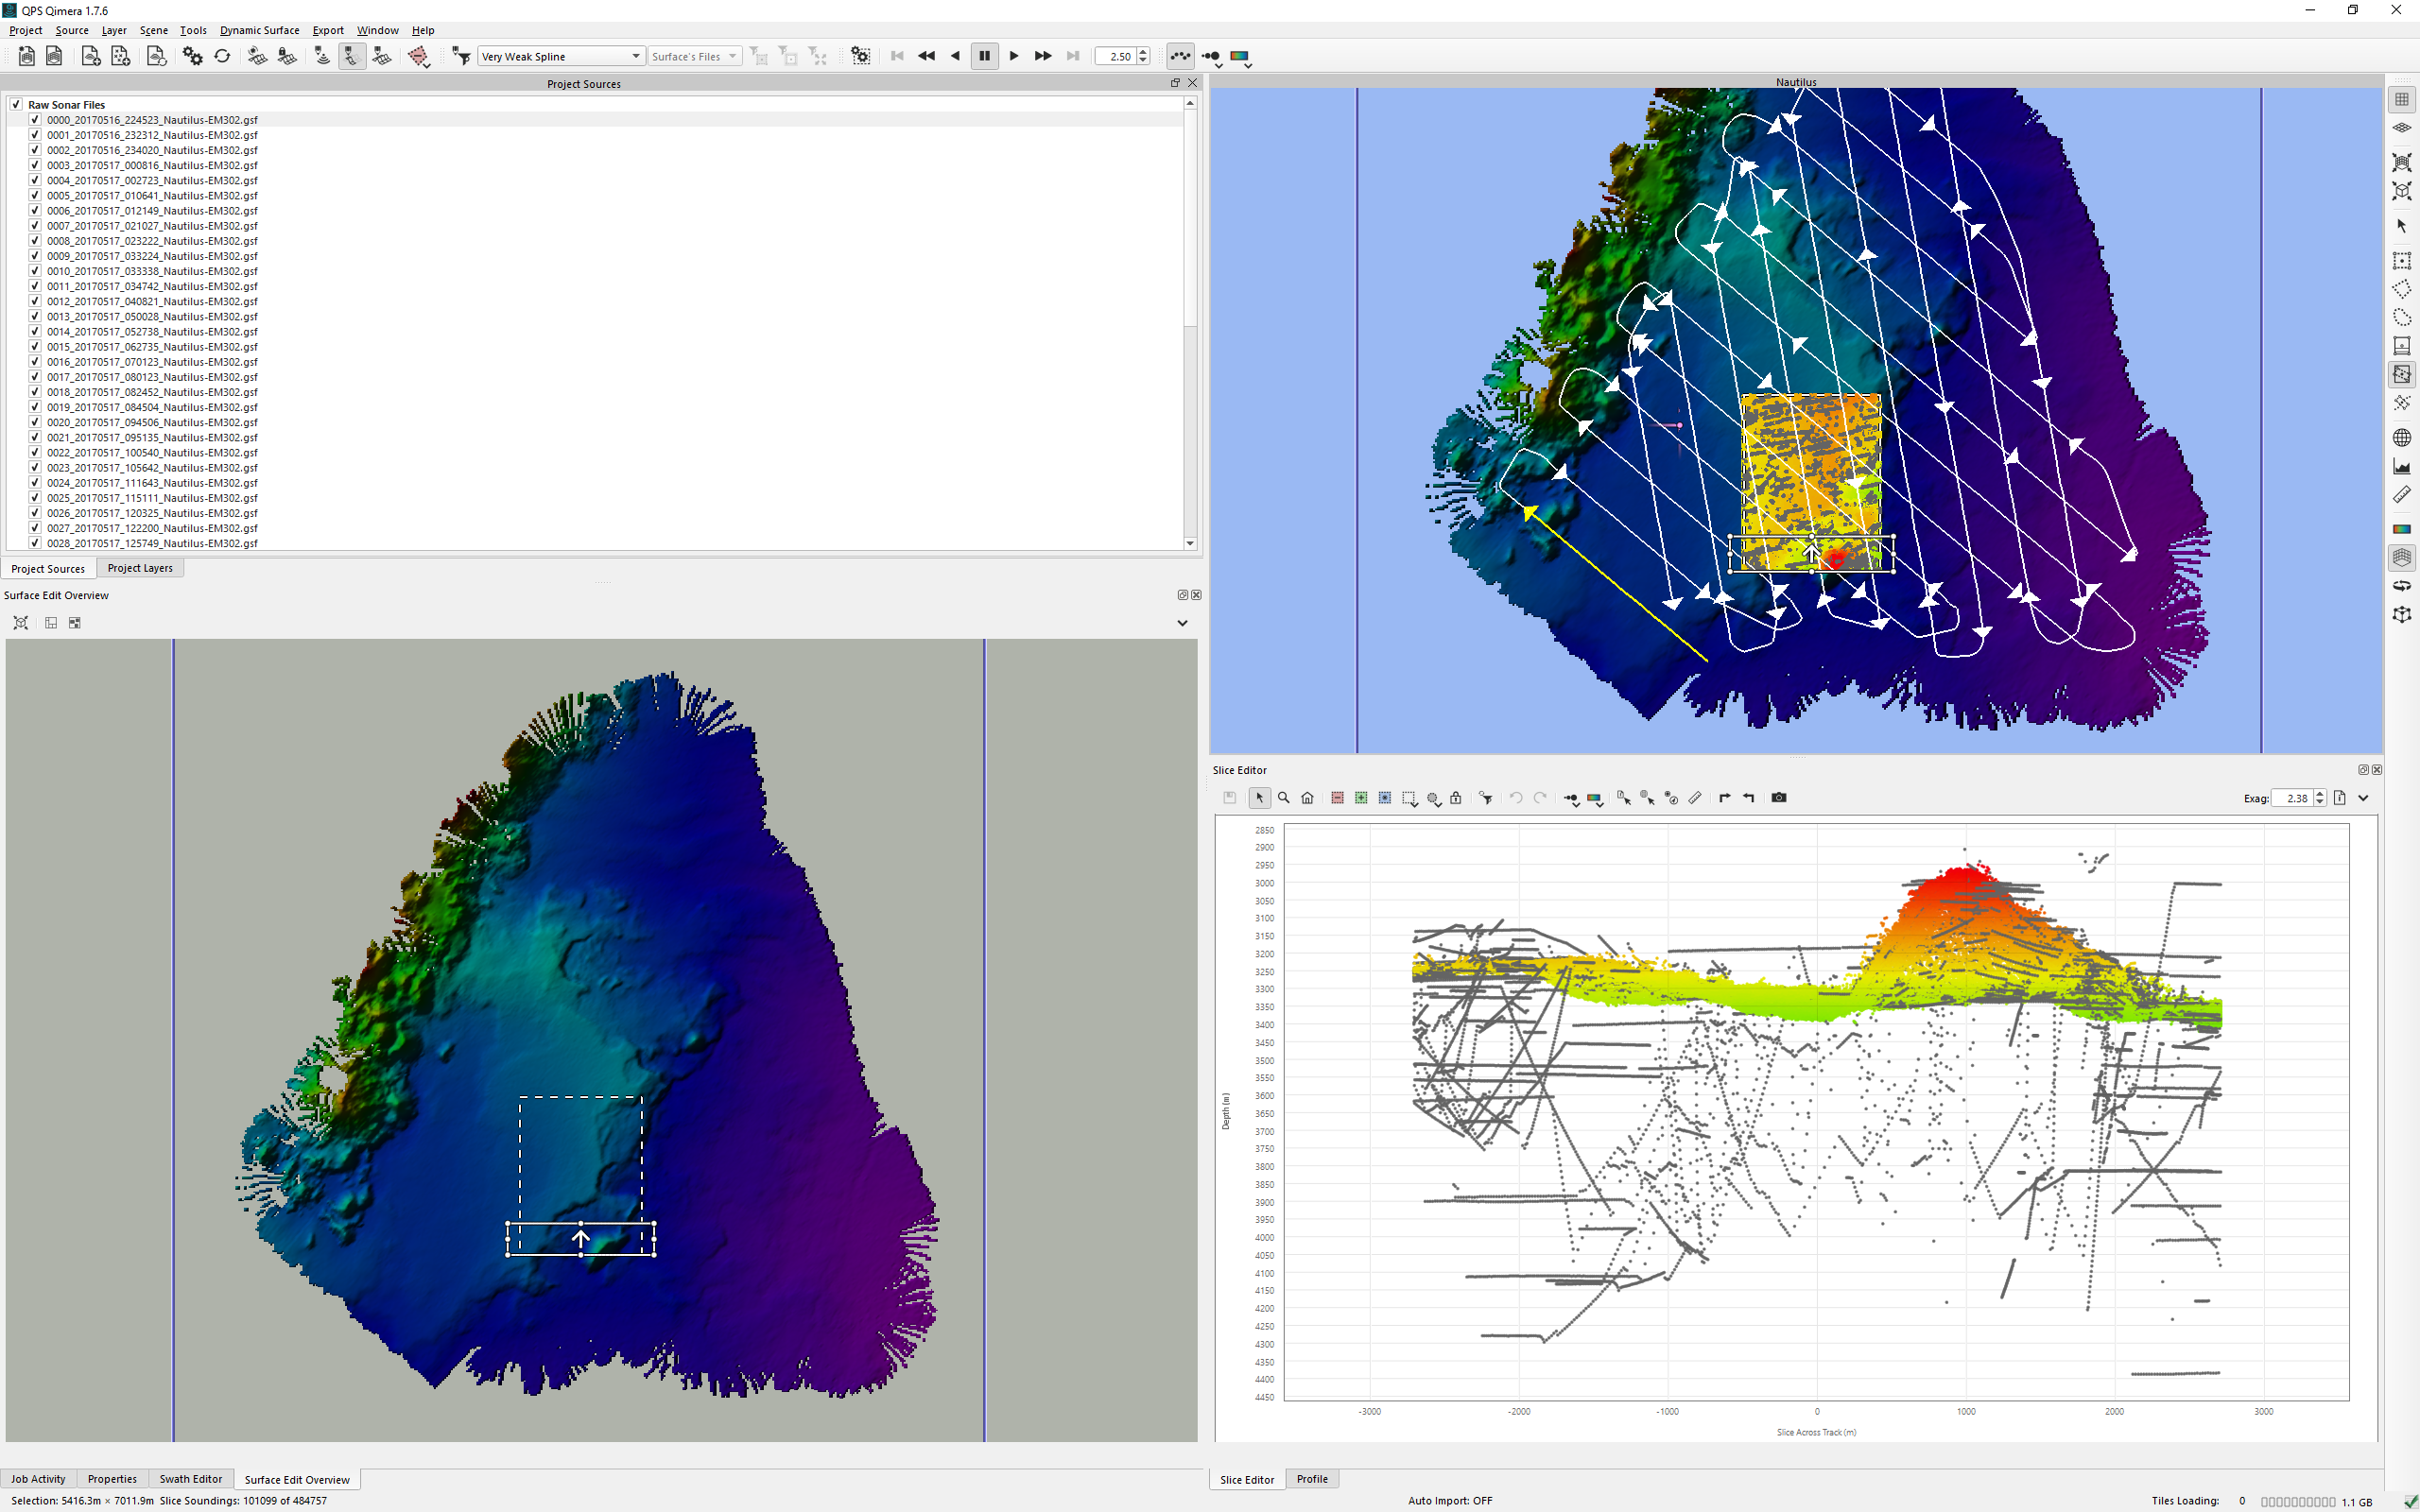 QPS Qimera 1.7.6
Project Source Layer Scene Tools Dynamic Surface Export Window Help
Very Weak Spline Surface's Files 2.50
Project Sources
Raw Sonar Files
0000_20170516_224523_Nautilus-EM302.gsf
0001_20170516_232312_Nautilus-EM302.gsf
0002_20170516_234020_Nautilus-EM302.gsf
0003_20170517_000816_Nautilus-EM302.gsf
0004_20170517_002723_Nautilus-EM302.gsf
0005_20170517_010641_Nautilus-EM302.gsf
0006_20170517_012149_Nautilus-EM302.gsf
0007_20170517_021027_Nautilus-EM302.gsf
0008_20170517_023222_Nautilus-EM302.gsf
0009_20170517_033224_Nautilus-EM302.gsf
0010_20170517_033338_Nautilus-EM302.gsf
0011_20170517_034742_Nautilus-EM302.gsf
0012_20170517_040821_Nautilus-EM302.gsf
0013_20170517_050028_Nautilus-EM302.gsf
0014_20170517_052738_Nautilus-EM302.gsf
0015_20170517_062735_Nautilus-EM302.gsf
0016_20170517_070123_Nautilus-EM302.gsf
0017_20170517_080123_Nautilus-EM302.gsf
0018_20170517_082452_Nautilus-EM302.gsf
0019_20170517_084504_Nautilus-EM302.gsf
0020_20170517_094506_Nautilus-EM302.gsf
0021_20170517_095135_Nautilus-EM302.gsf
0022_20170517_100540_Nautilus-EM302.gsf
0023_20170517_105642_Nautilus-EM302.gsf
0024_20170517_111643_Nautilus-EM302.gsf
0025_20170517_115111_Nautilus-EM302.gsf
0026_20170517_120325_Nautilus-EM302.gsf
0027_20170517_122200_Nautilus-EM302.gsf
0028_20170517_125749_Nautilus-EM302.gsf
Project Sources Project Layers
Surface Edit Overview
Job Activity Properties Swath Editor Surface Edit Overview
Nautilus
Slice Editor
Exag: 2.38
2850
2900
2950
3000
3050
3100
3150
3200
3250
3300
3350
3400
3450
3500
3550
3600
3650
3700
3750
3800
3850
3900
3950
4000
4050
4100
4150
4200
4250
4300
4350
4400
4450
Depth (m)
-3000 -2000 -1000 0 1000 2000 3000
Slice Across Track (m)
Slice Editor Profile
Selection: 5416.3m × 7011.9m Slice Soundings: 101099 of 484757
Auto Import: OFF
Tiles Loading: 0 1.1 GB